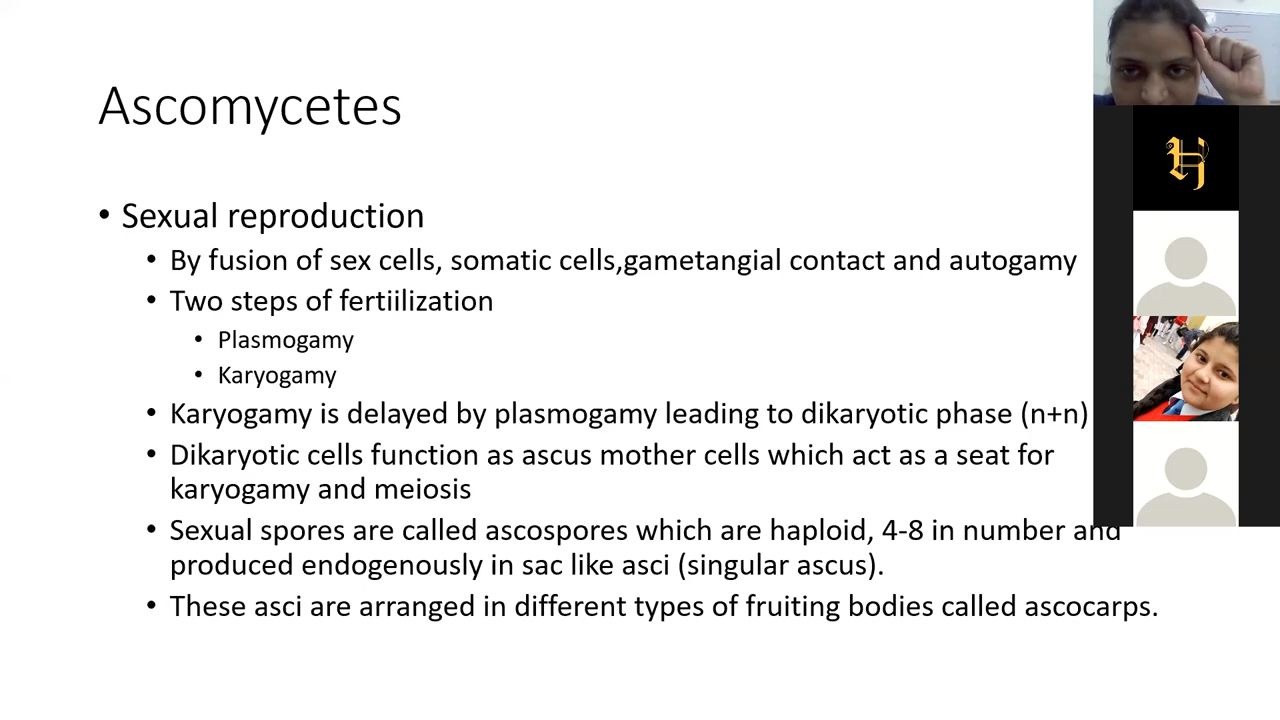 Ascomycetes
• Sexual reproduction
• By fusion of sex cells, somatic cells,gametangial contact and autogamy
• Two steps of fertiilization
• Plasmogamy
• Karyogamy
• Karyogamy is delayed by plasmogamy leading to dikaryotic phase (n+n)
• Dikaryotic cells function as ascus mother cells which act as a seat for
karyogamy and meiosis
• Sexual spores are called ascospores which are haploid, 4-8 in number and
produced endogenously in sac like asci (singular ascus).
• These asci are arranged in different types of fruiting bodies called ascocarps.